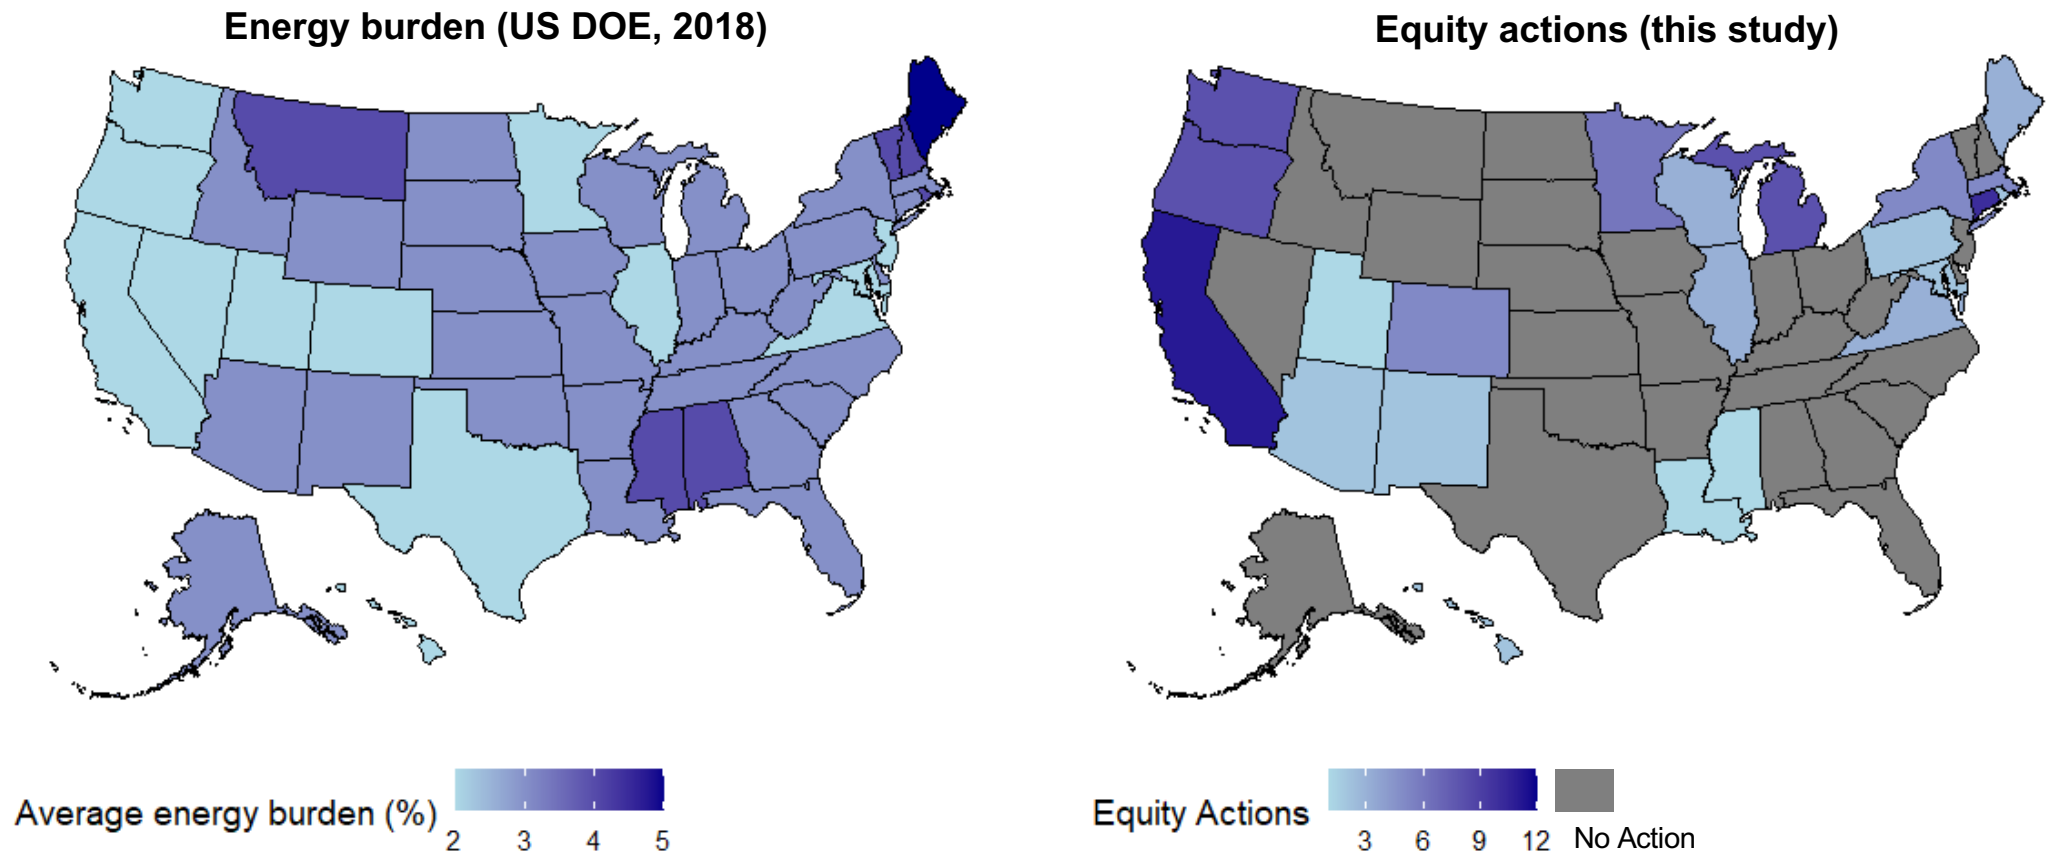 Energy burden (US DOE, 2018)
Equity actions (this study)
Average energy burden (%)
2 3 4 5
Equity Actions
3 6 9 12 No Action